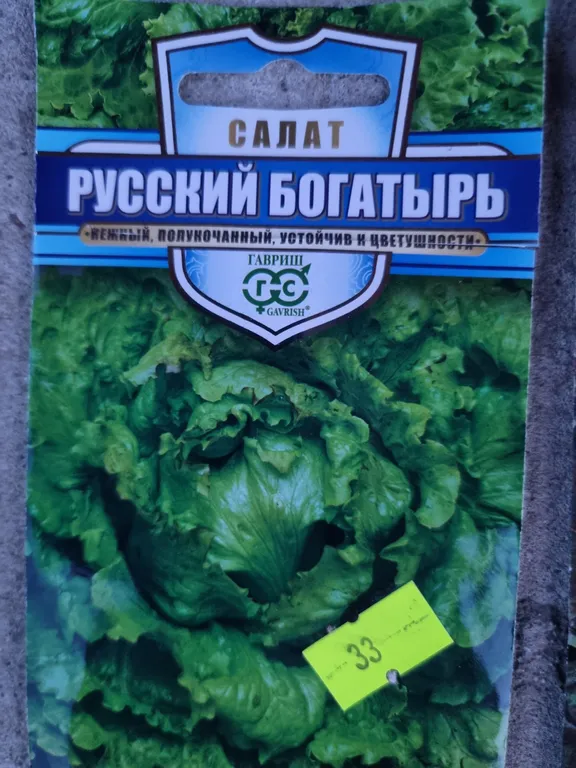 САЛАТ
РУССКИЙ БОГАТЫРЬ
•НЕЖНЫЙ, ПОЛУКОЧАННЫЙ, УСТОЙЧИВ К ЦВЕТУШНОСТИ•
ГАВРИШ
Г С
GAVRISH®
33